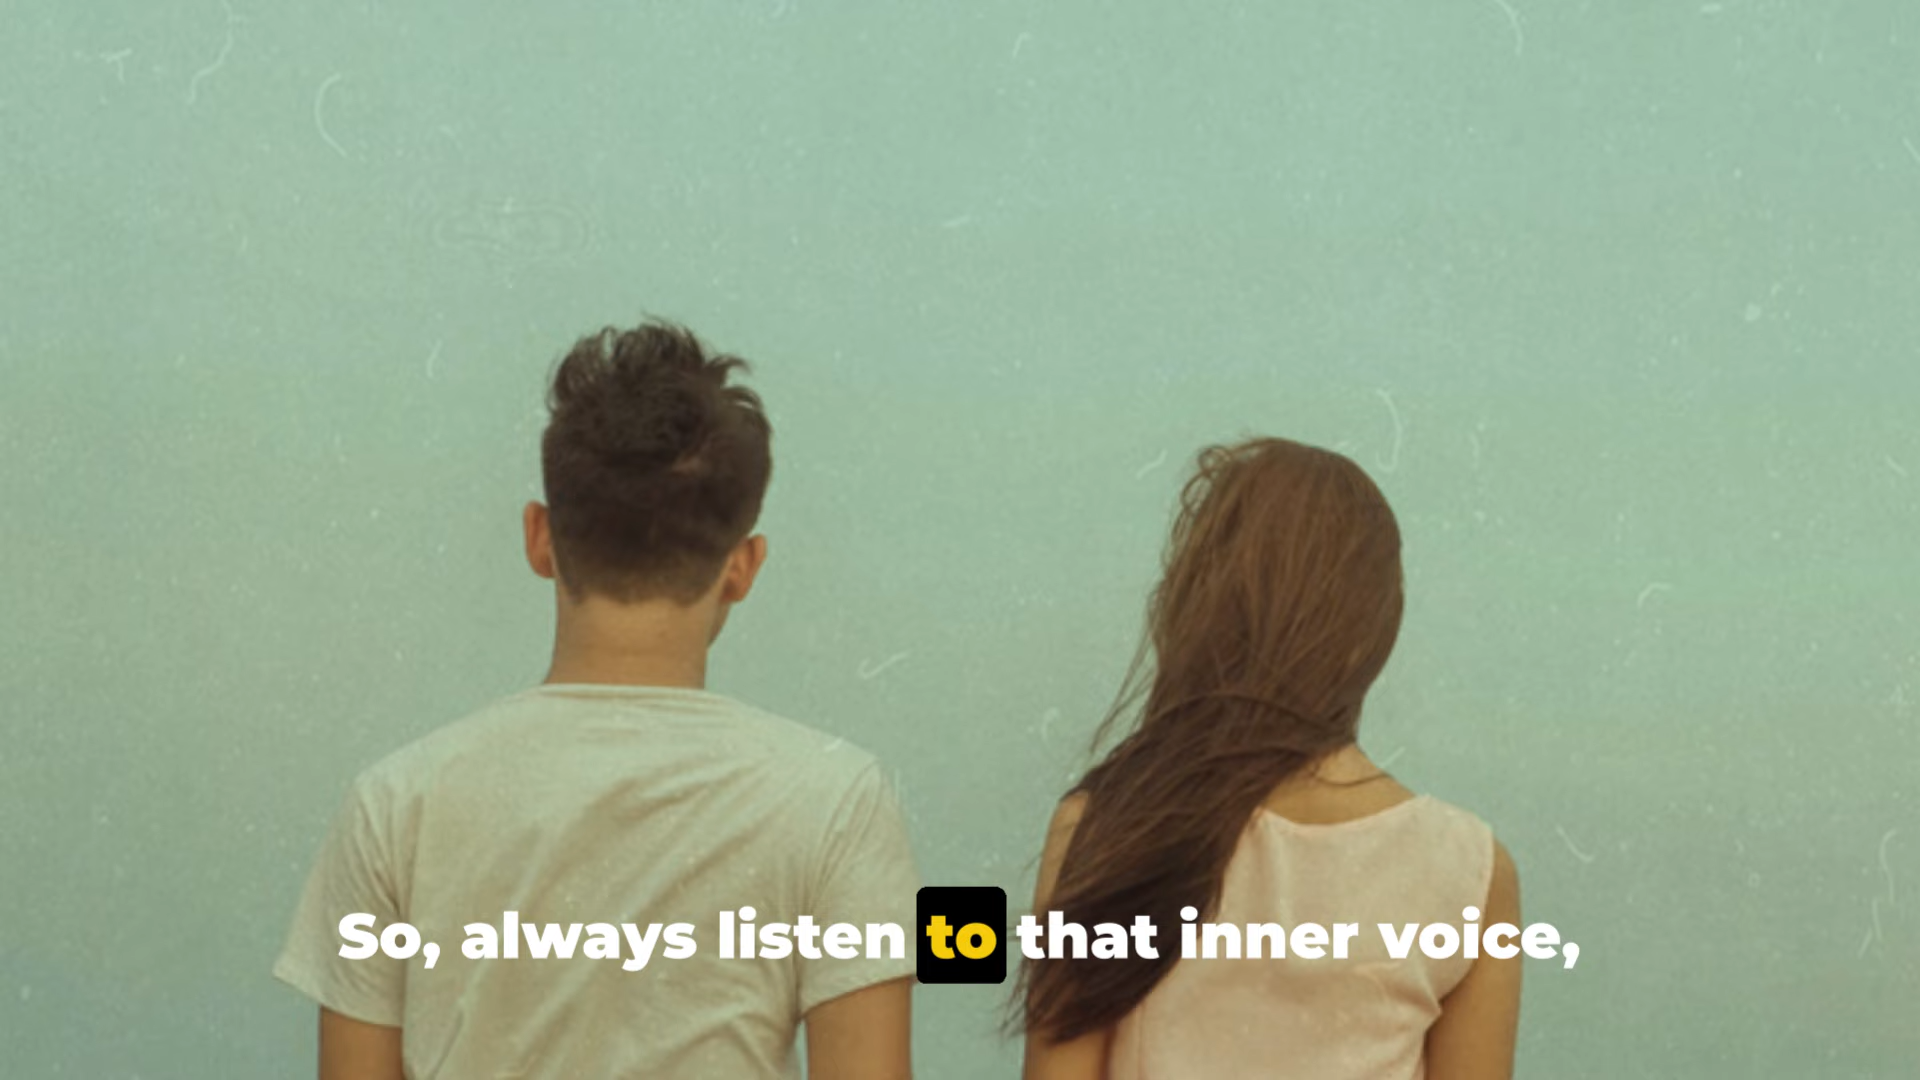 So, always listen to that inner voice,